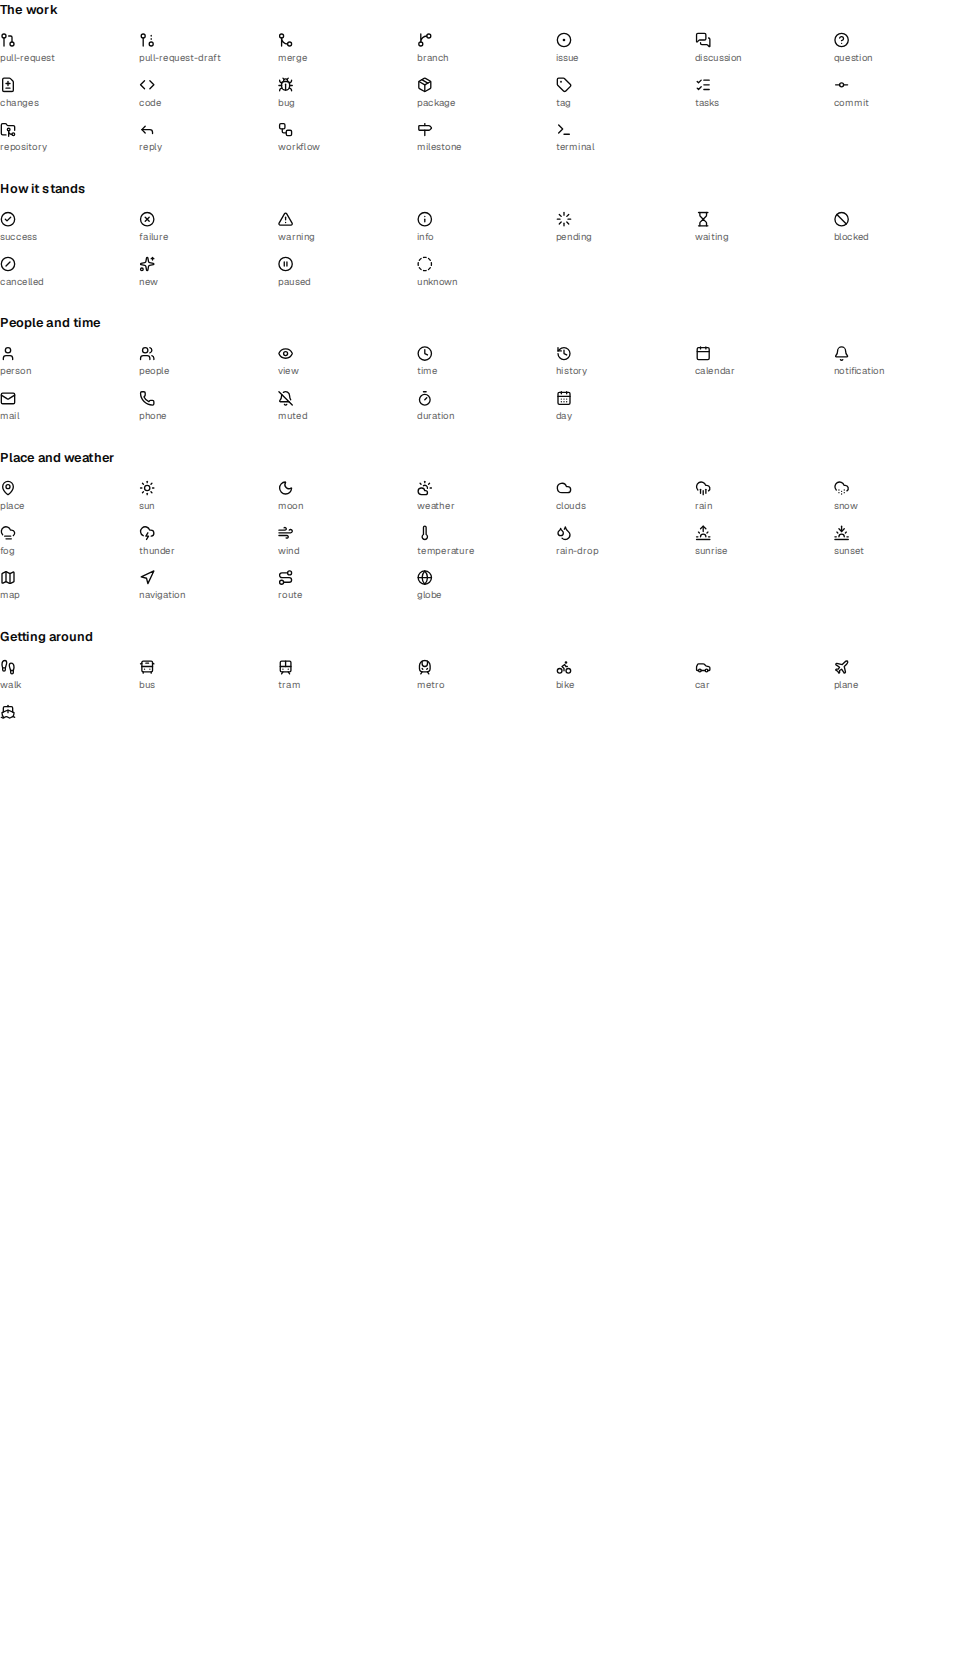 The work
pull-request pull-request-draft merge branch issue discussion question
changes code bug package tag tasks commit
repository reply workflow milestone terminal
How it stands
success failure warning info pending waiting blocked
cancelled new paused unknown
People and time
person people view time history calendar notification
mail phone muted duration day
Place and weather
place sun moon weather clouds rain snow
fog thunder wind temperature rain-drop sunrise sunset
map navigation route globe
Getting around
walk bus tram metro bike car plane